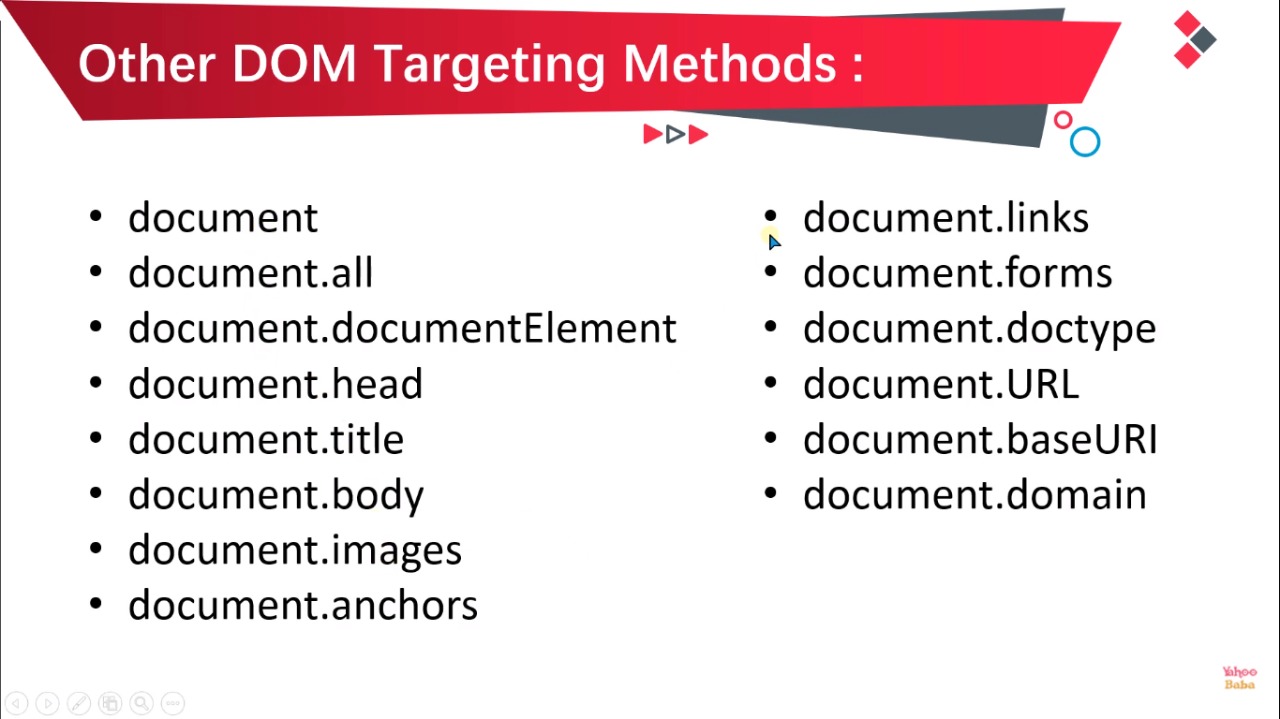 Other DOM Targeting Methods :
• document
• document.all
• document.documentElement
• document.head
• document.title
• document.body
• document.images
• document.anchors
• document.links
• document.forms
• document.doctype
• document.URL
• document.baseURI
• document.domain
Yahoo
Baba